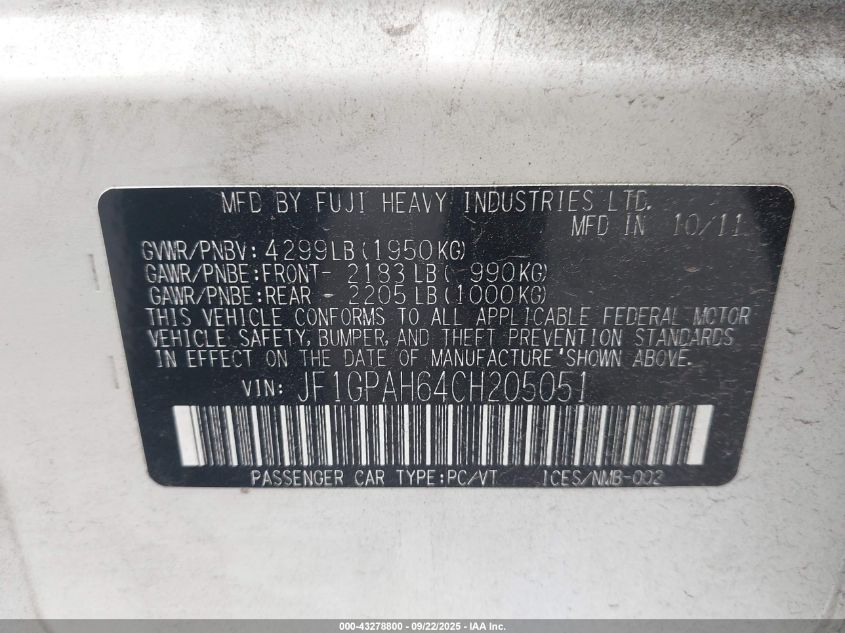 MFD BY FUJI HEAVY INDUSTRIES LTD.
MFD IN 10/11
GVWR/PNBV: 4299LB(1950KG)
GAWR/PNBE:FRONT- 2183LB( 990KG)
GAWR/PNBE:REAR - 2205LB(1000KG)
THIS VEHICLE CONFORMS TO ALL APPLICABLE FEDERAL MOTOR
VEHICLE SAFETY, BUMPER, AND THEFT PREVENTION STANDARDS
IN EFFECT ON THE DATE OF MANUFACTURE SHOWN ABOVE.
VIN: JF1GPAH64CH205051
PASSENGER CAR TYPE:PC/VT ICES/NMB-002
000-43278800 - 09/22/2025 - IAA Inc.